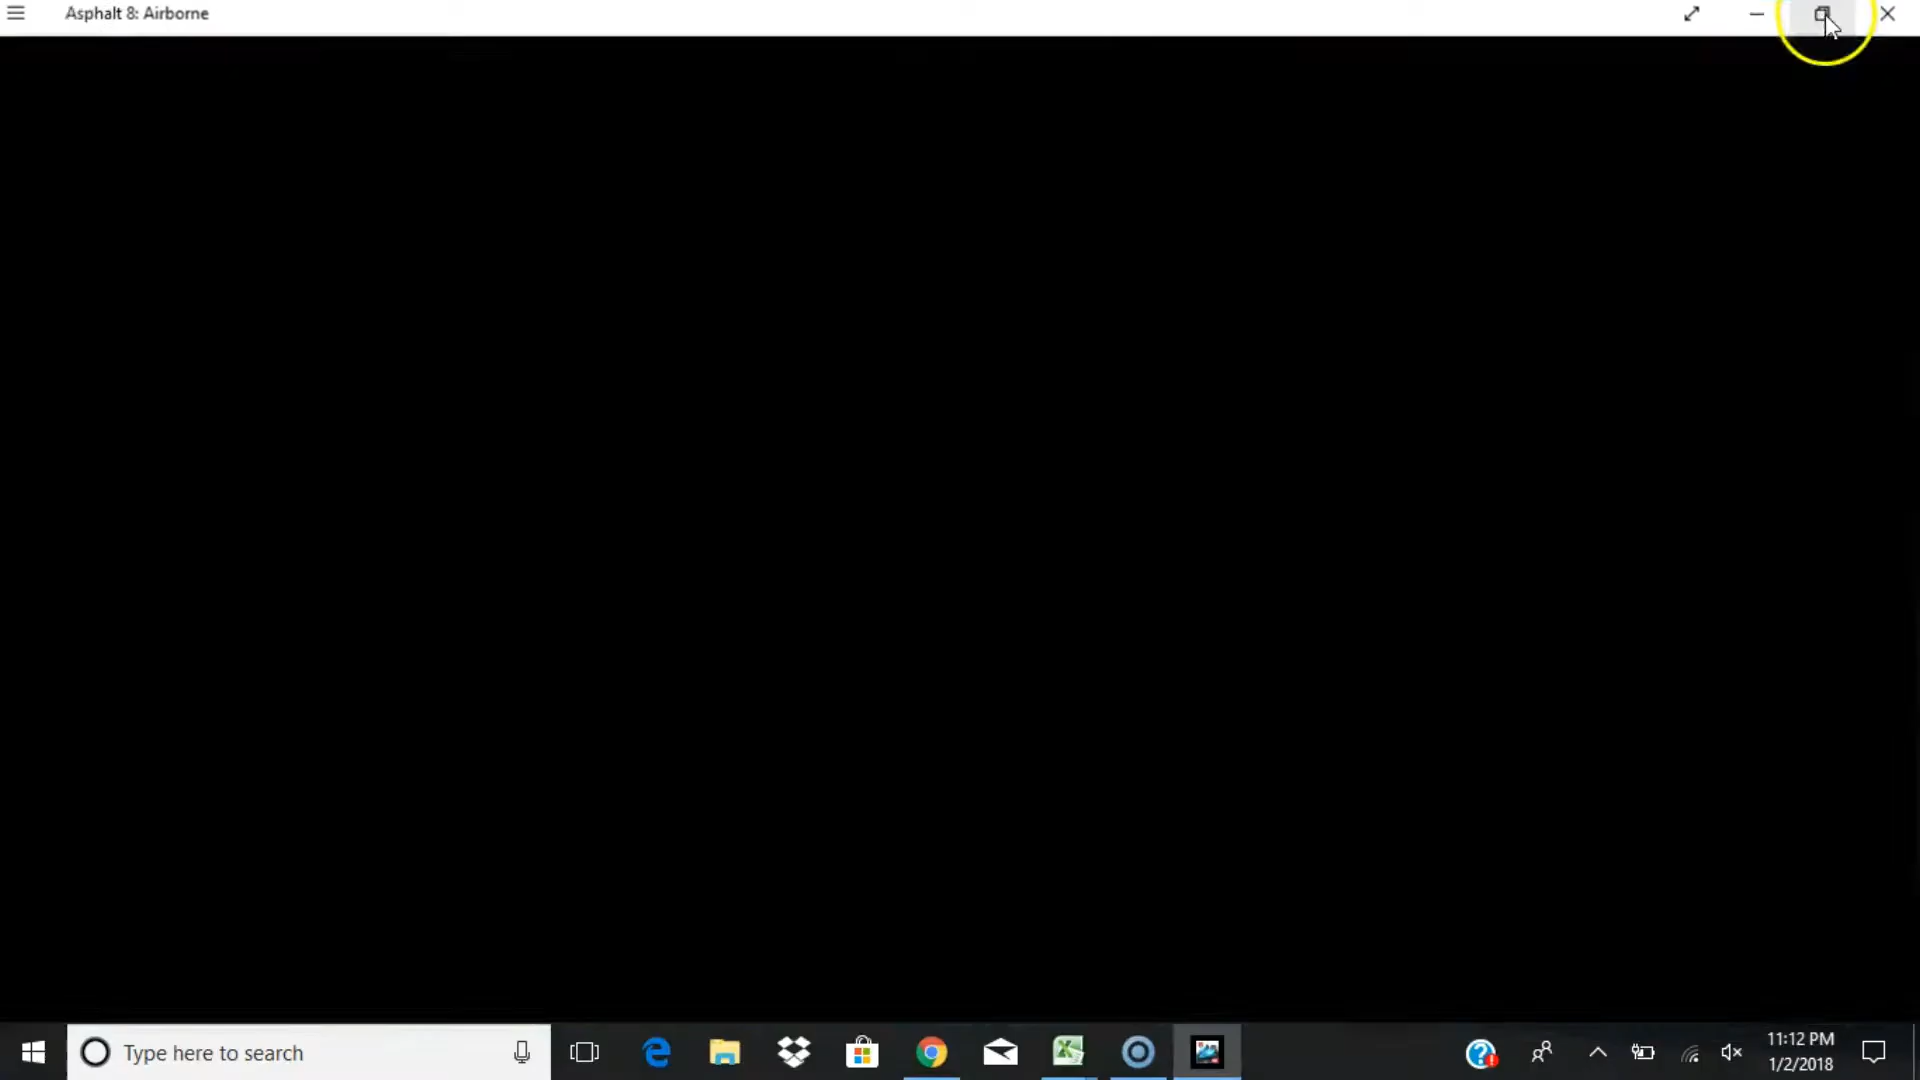 Asphalt 8: Airborne
Type here to search
11:12 PM
1/2/2018